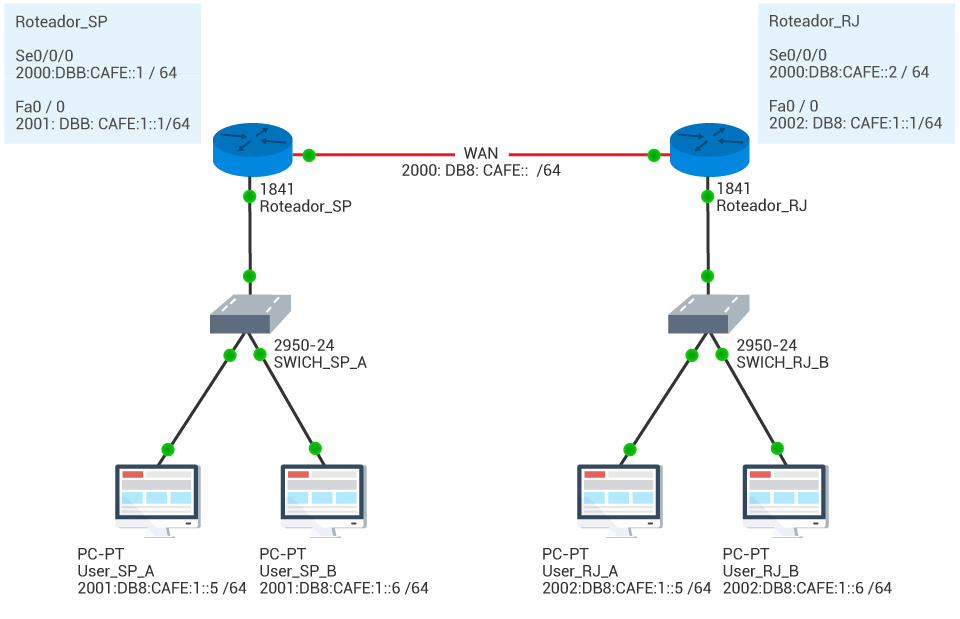 Roteador_SP
Se0/0/0
2000:DBB:CAFE::1 / 64
Fa0 / 0
2001: DBB: CAFE:1::1/64
Roteador_RJ
Se0/0/0
2000:DB8:CAFE::2 / 64
Fa0 / 0
2002: DB8: CAFE:1::1/64
WAN
2000: DB8: CAFE:: /64
1841
Roteador_SP
1841
Roteador_RJ
2950-24
SWICH_SP_A
2950-24
SWICH_RJ_B
PC-PT
User_SP_A
2001:DB8:CAFE:1::5 /64
PC-PT
User_SP_B
2001:DB8:CAFE:1::6 /64
PC-PT
User_RJ_A
2002:DB8:CAFE:1::5 /64
PC-PT
User_RJ_B
2002:DB8:CAFE:1::6 /64